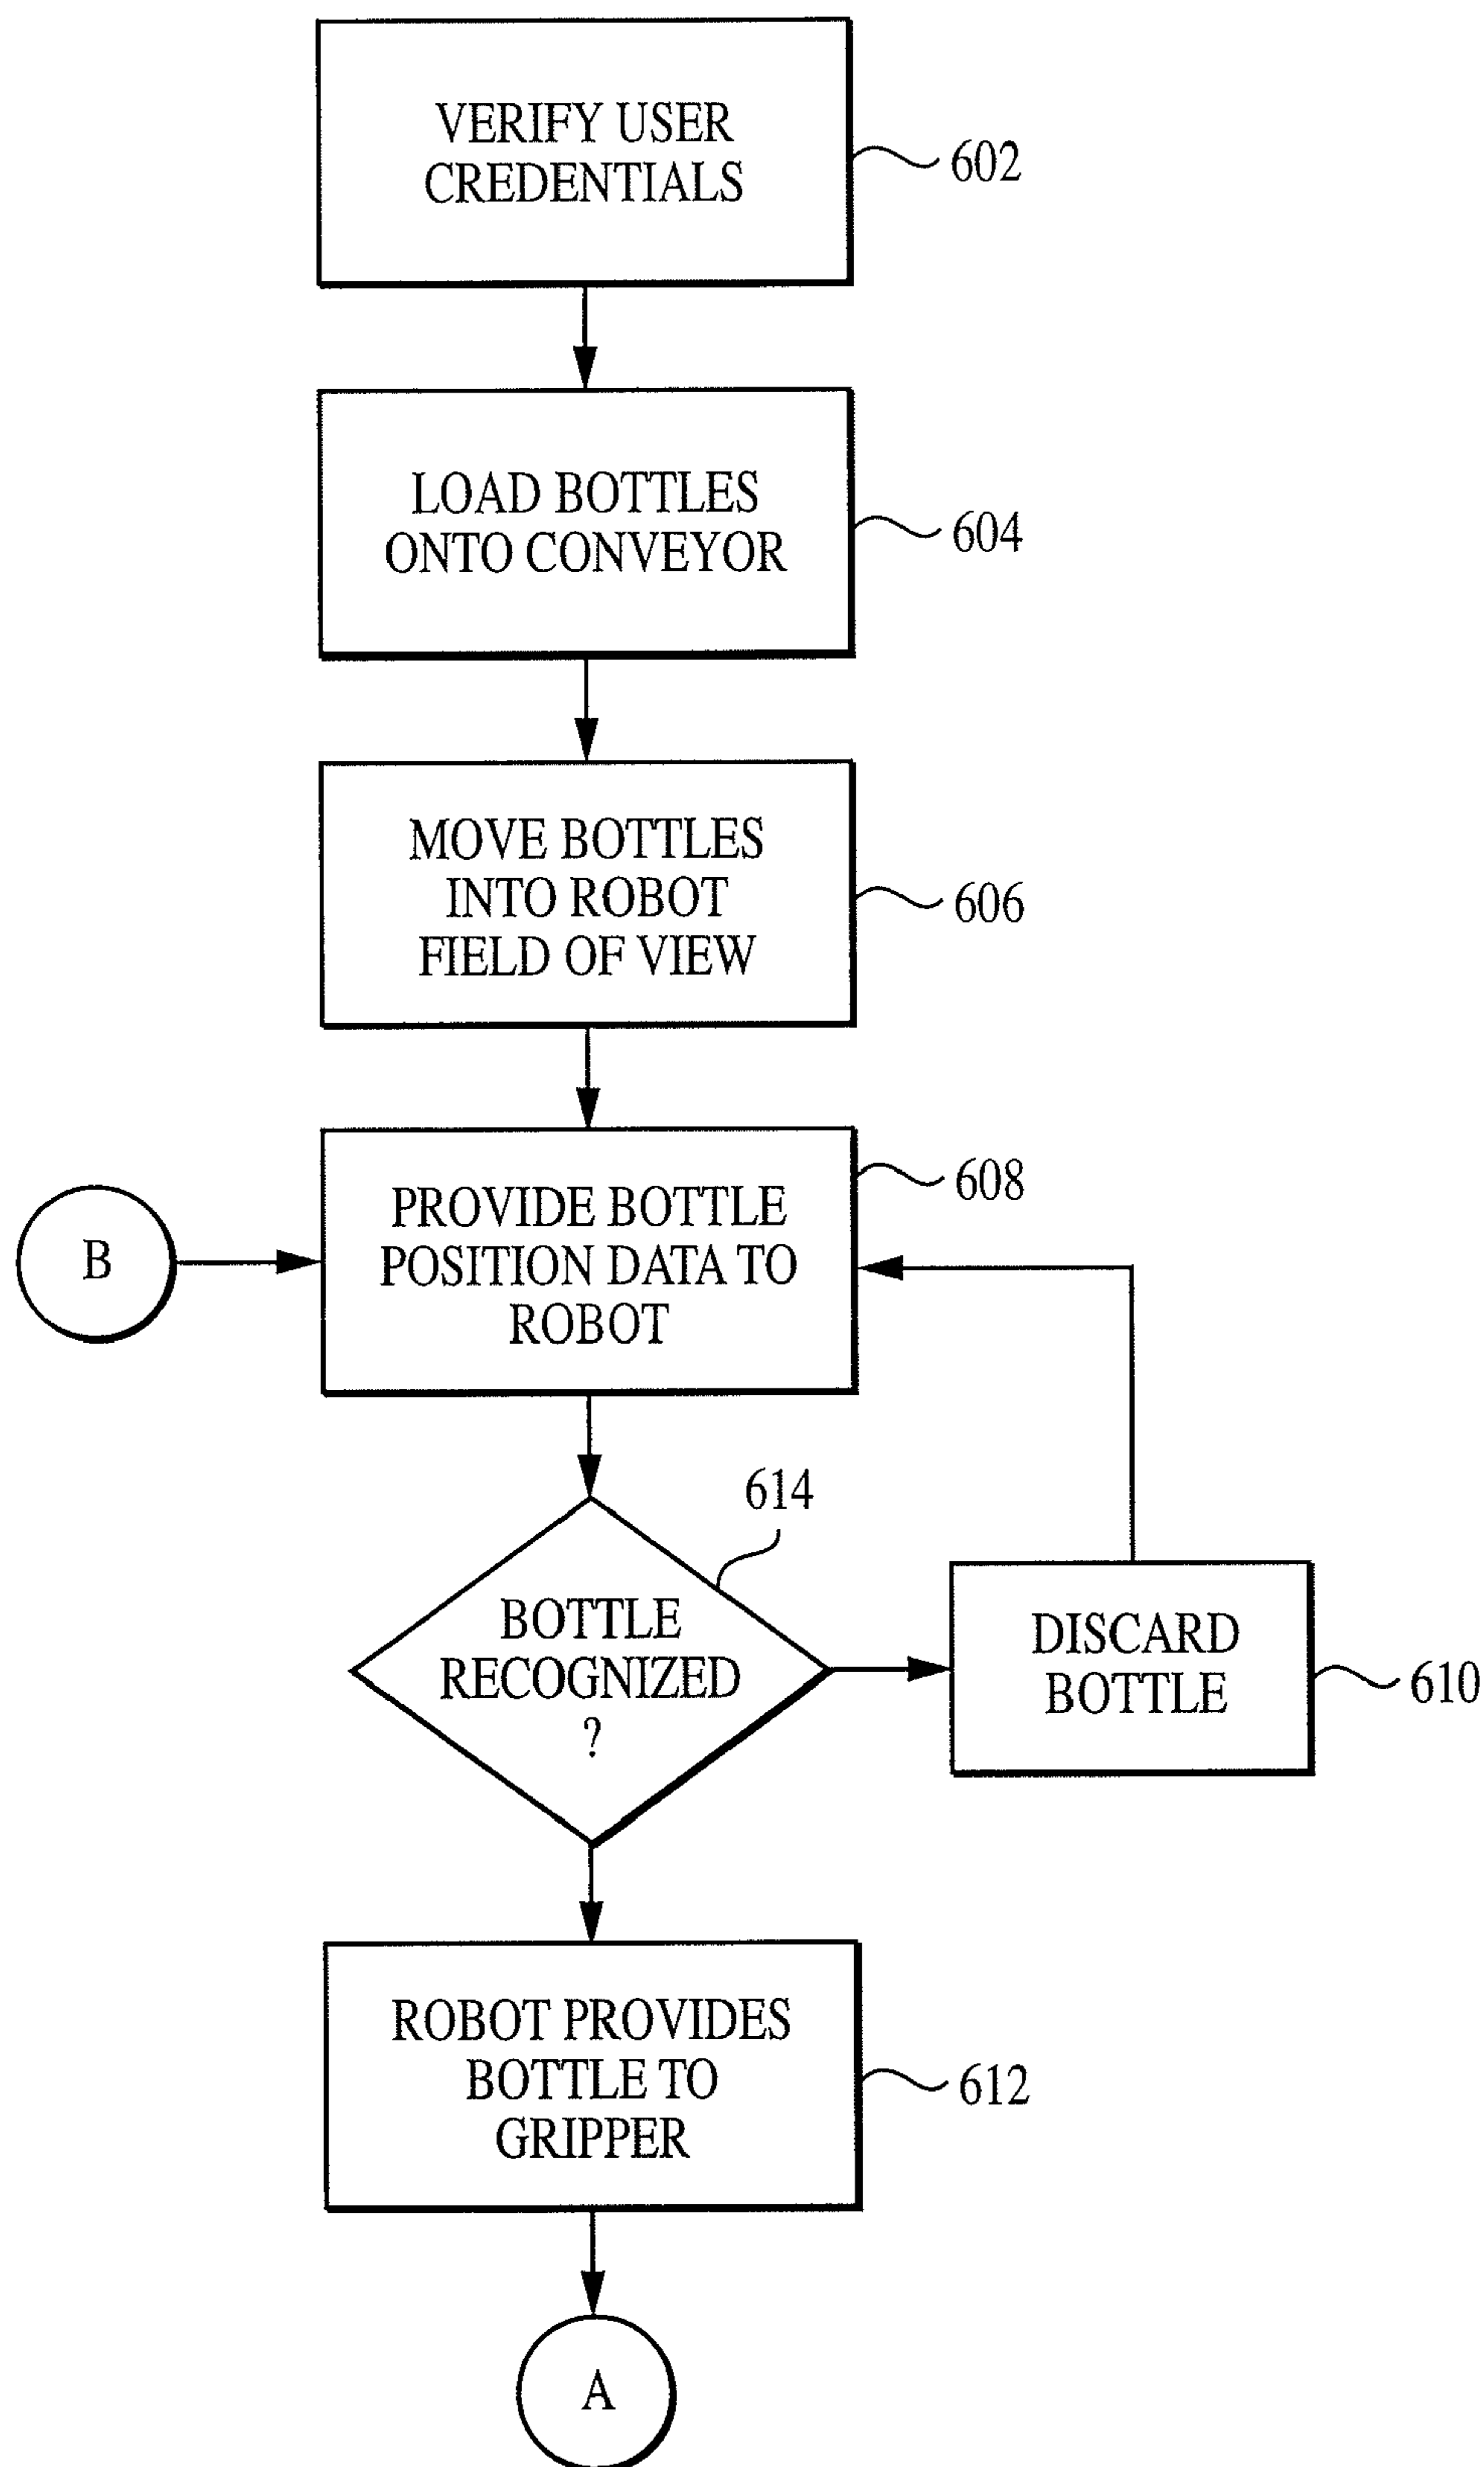 VERIFY USER
CREDENTIALS
602
LOAD BOTTLES
ONTO CONVEYOR
604
MOVE BOTTLES
INTO ROBOT
FIELD OF VIEW
606
B
PROVIDE BOTTLE
POSITION DATA TO
ROBOT
608
614
BOTTLE
RECOGNIZED
?
DISCARD
BOTTLE
610
ROBOT PROVIDES
BOTTLE TO
GRIPPER
612
A